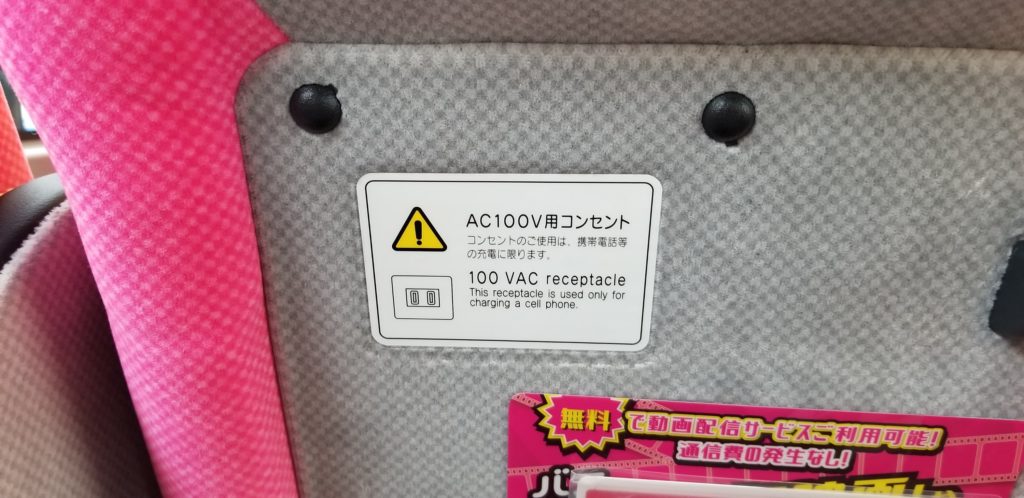 AC100V用コンセント
コンセントのご使用は、携帯電話等
の充電に限ります。
100 VAC receptacle
This receptacle is used only for
charging a cell phone.
無料で動画配信サービスご利用可能!
通信費の発生なし!